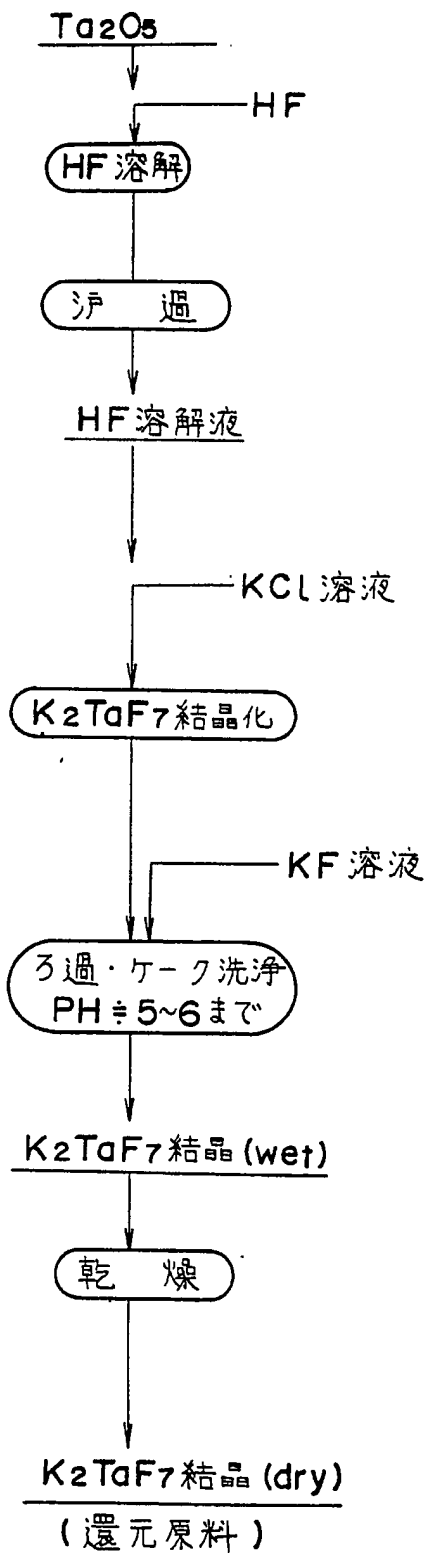 Ta2O5
HF
HF溶解
沪 過
HF溶解液
KCl溶液
K2TaF7結晶化
KF溶液
ろ過・ケーク洗浄
PH≒5~6まで
K2TaF7結晶(wet)
乾 燥
K2TaF7結晶(dry)
(還元原料)